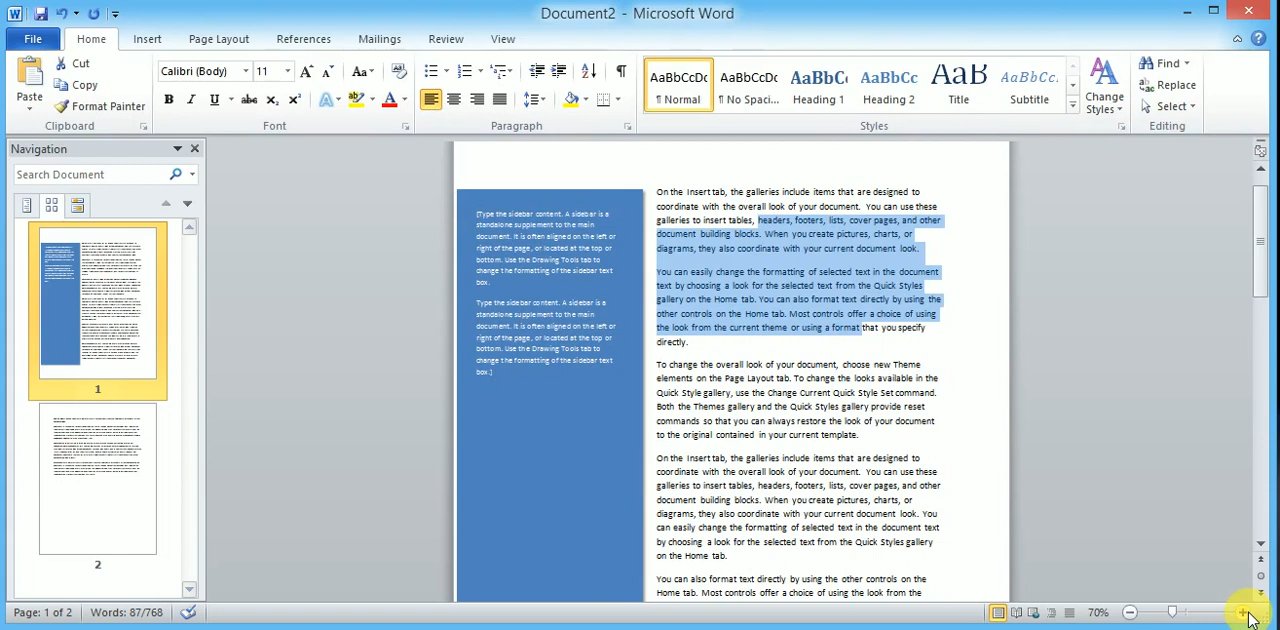 Document2 - Microsoft Word
File Home Insert Page Layout References Mailings Review View
Paste
Cut
Copy
Format Painter
Clipboard
Calibri (Body) 11
Font
Paragraph
AaBbCcDc AaBbCcDc AaBbC( AaBbCc AaB AaBbCc.
¶ Normal ¶ No Spaci... Heading 1 Heading 2 Title Subtitle
Styles
Change
Styles
Find
Replace
Select
Editing
Navigation
Search Document
1
2
[Type the sidebar content. A sidebar is a
standalone supplement to the main
document. It is often aligned on the left or
right of the page, or located at the top or
bottom. Use the Drawing Tools tab to
change the formatting of the sidebar text
box.
Type the sidebar content. A sidebar is a
standalone supplement to the main
document. It is often aligned on the left or
right of the page, or located at the top or
bottom. Use the Drawing Tools tab to
change the formatting of the sidebar text
box.]
On the Insert tab, the galleries include items that are designed to
coordinate with the overall look of your document. You can use these
galleries to insert tables, headers, footers, lists, cover pages, and other
document building blocks. When you create pictures, charts, or
diagrams, they also coordinate with your current document look.
You can easily change the formatting of selected text in the document
text by choosing a look for the selected text from the Quick Styles
gallery on the Home tab. You can also format text directly by using the
other controls on the Home tab. Most controls offer a choice of using
the look from the current theme or using a format that you specify
directly.
To change the overall look of your document, choose new Theme
elements on the Page Layout tab. To change the looks available in the
Quick Style gallery, use the Change Current Quick Style Set command.
Both the Themes gallery and the Quick Styles gallery provide reset
commands so that you can always restore the look of your document
to the original contained in your current template.
On the Insert tab, the galleries include items that are designed to
coordinate with the overall look of your document. You can use these
galleries to insert tables, headers, footers, lists, cover pages, and other
document building blocks. When you create pictures, charts, or
diagrams, they also coordinate with your current document look. You
can easily change the formatting of selected text in the document text
by choosing a look for the selected text from the Quick Styles gallery
on the Home tab.
You can also format text directly by using the other controls on the
Home tab. Most controls offer a choice of using the look from the
Page: 1 of 2 Words: 87/768 70%